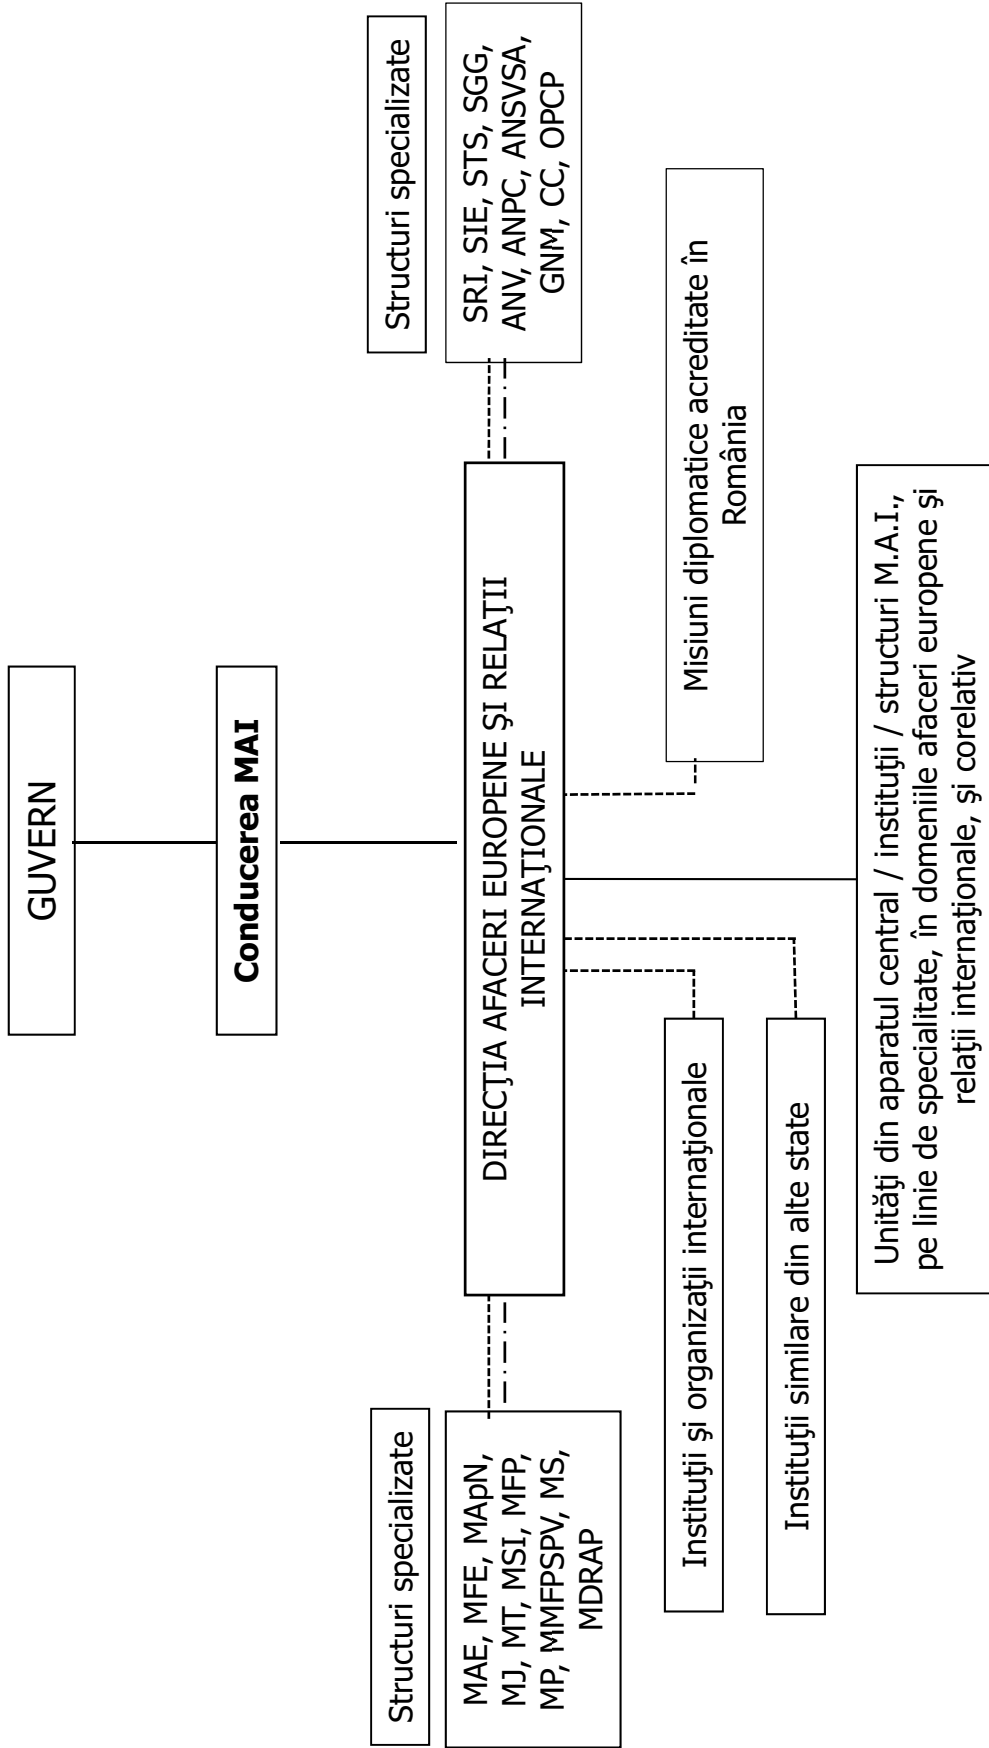 GUVERN
Conducerea MAI
Structuri specializate
MAE, MFE, MApN,
MJ, MT, MSI, MFP,
MP, MMFPSPV, MS,
MDRAP
DIRECŢIA AFACERI EUROPENE ŞI RELAŢII
INTERNAŢIONALE
Structuri specializate
SRI, SIE, STS, SGG,
ANV, ANPC, ANSVSA,
GNM, CC, OPCP
Instituţii şi organizaţii internaţionale
Misiuni diplomatice acreditate în
România
Instituţii similare din alte state
Unităţi din aparatul central / instituţii / structuri M.A.I.,
pe linie de specialitate, în domeniile afaceri europene şi
relaţii internaţionale, şi corelativ